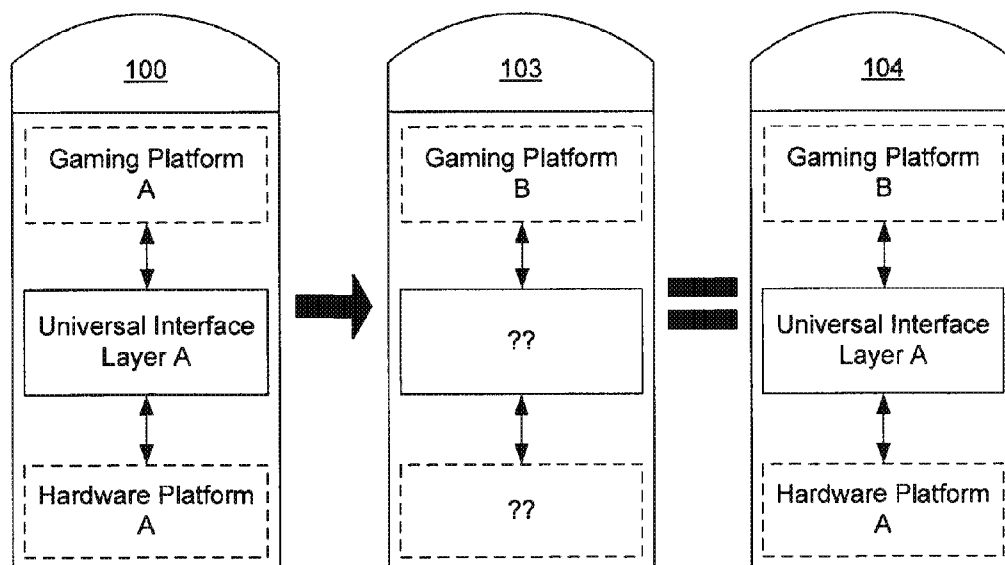 100
Gaming Platform
A
Universal Interface
Layer A
Hardware Platform
A
103
Gaming Platform
B
??
??
104
Gaming Platform
B
Universal Interface
Layer A
Hardware Platform
A